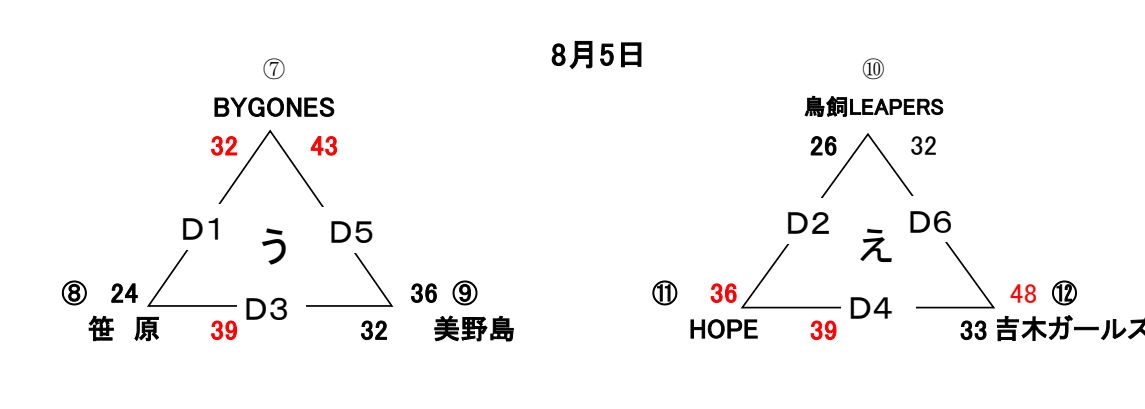 8月5日
⑦
BYGONES
32 43
D1 う D5
⑧ 24 D3 36 ⑨
笹 原 39 32 美野島
⑩
鳥飼LEAPERS
26 32
D2 え D6
⑪ 36 D4 48 ⑫
HOPE 39 33 吉木ガールズ